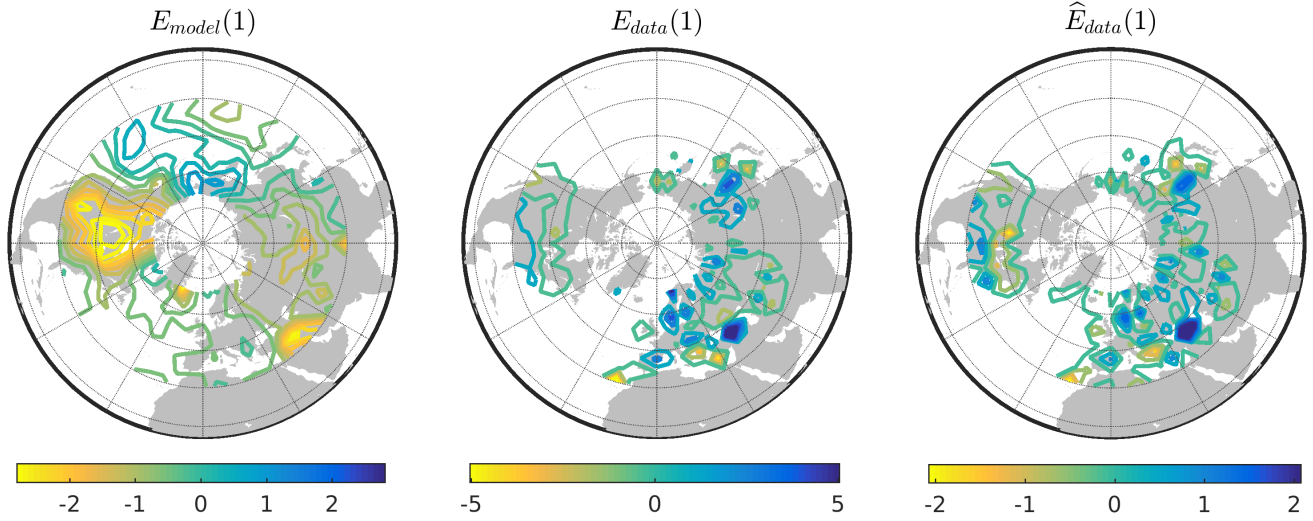 E_model(1)
E_data(1)
Ê_data(1)
-2 -1 0 1 2
-5 0 5
-2 -1 0 1 2